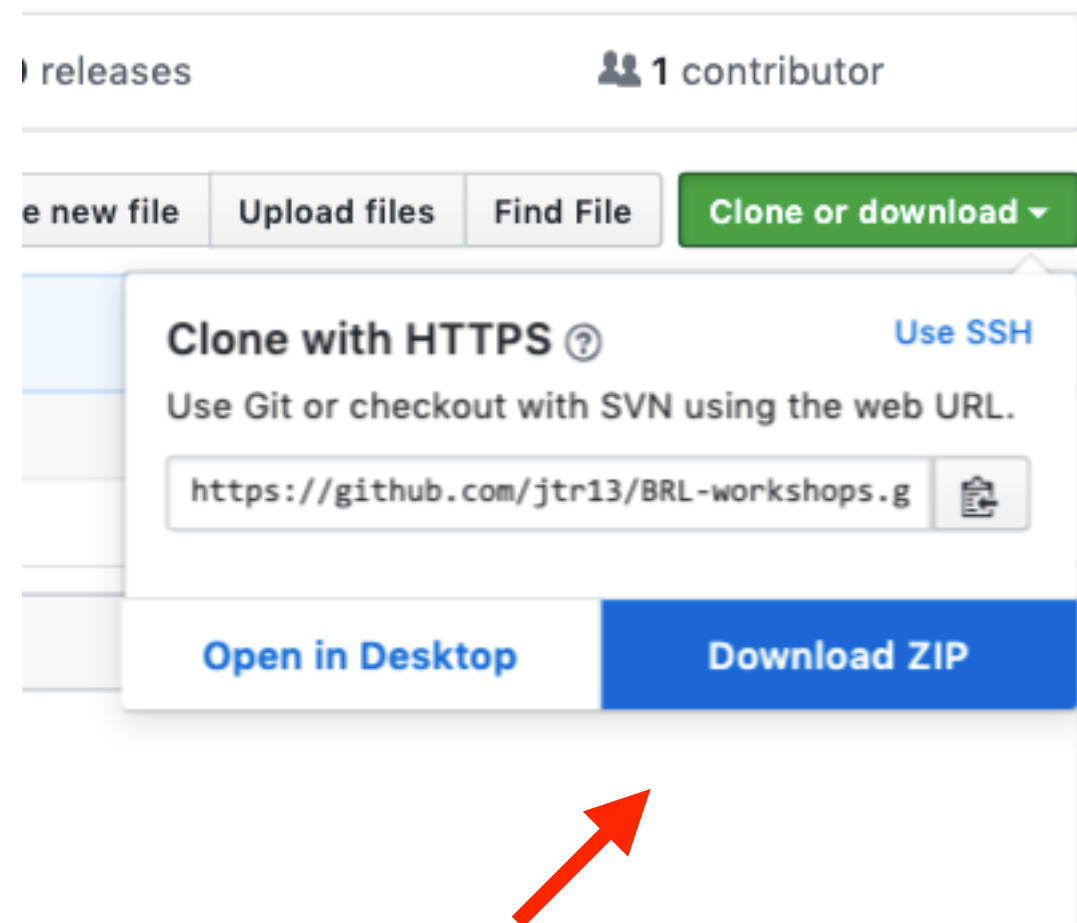 releases
1 contributor
e new file
Upload files
Find File
Clone or download
Clone with HTTPS ?
Use SSH
Use Git or checkout with SVN using the web URL.
https://github.com/jtr13/BRL-workshops.g
Open in Desktop
Download ZIP